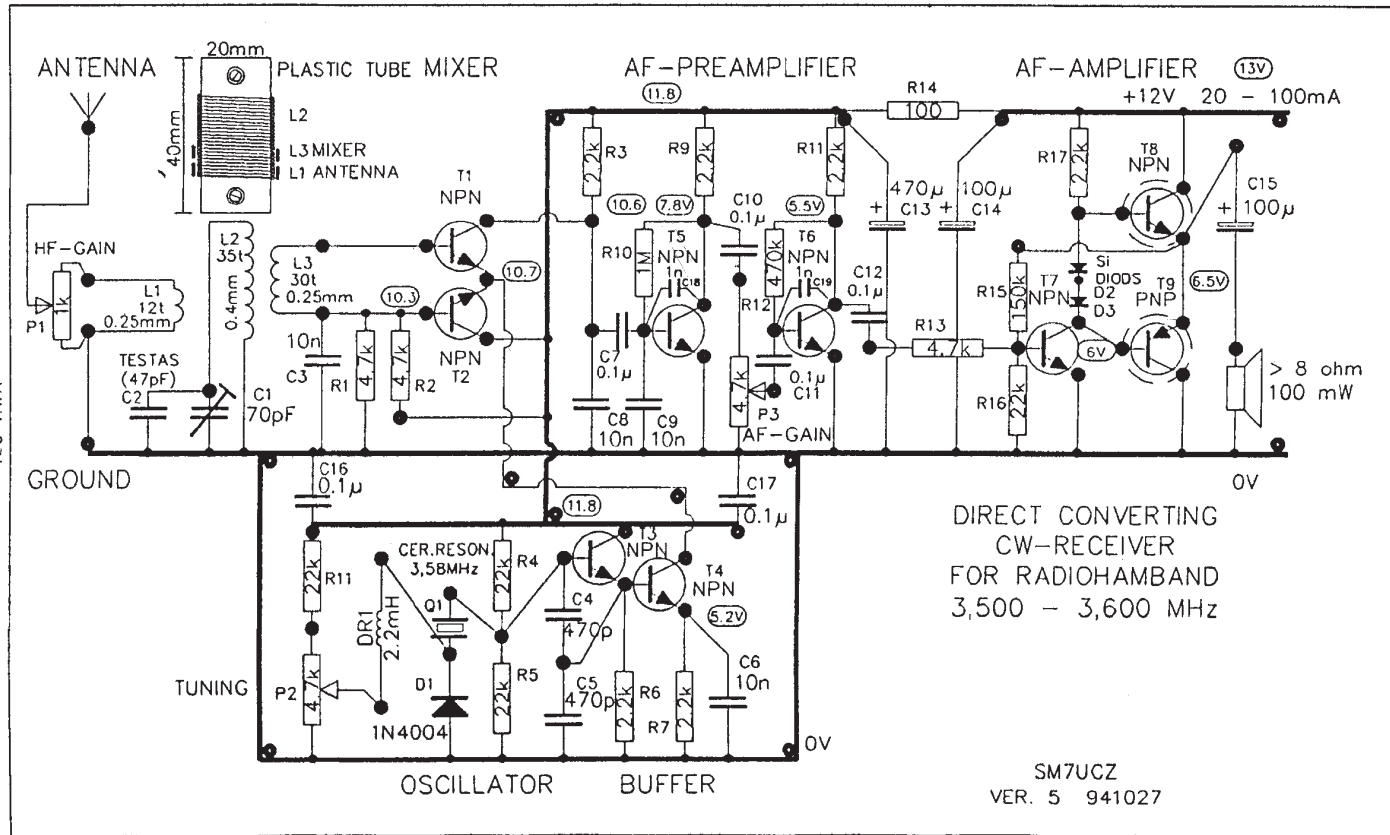 ANTENNA
20mm
40mm
PLASTIC TUBE
MIXER
L2
L3 MIXER
L1 ANTENNA
AF-PREAMPLIFIER
AF-AMPLIFIER
13V
+12V 20 - 100mA
11.8
R14
100
HF-GAIN
P1
1k
L1
12t
0.25mm
L2
35t
0.4mm
L3
30t
0.25mm
T1
NPN
10.7
10.3
NPN
T2
TESTAS
(47pF)
C2
C1
70pF
10n
C3
R1
4.7k
R2
4.7k
R3
2.2k
R9
2.2k
R11
2.2k
10.6
7.8V
R10
1M
T5
NPN
1n
C18
C10
0.1µ
5.5V
470k
R12
T6
NPN
1n
C19
C7
0.1µ
C8
10n
C9
10n
4.7k
P3
AF-GAIN
0.1µ
C11
C12
0.1µ
R13
4.7k
470µ
C13
+
100µ
C14
+
R17
2.2k
T8
NPN
Si
DIODS
D2
D3
R15
150k
T7
NPN
6V
T9
PNP
6.5V
R16
22k
C15
100µ
+
> 8 ohm
100 mW
GROUND
0V
C16
0.1µ
C17
0.1µ
11.8
R11
22k
TUNING
P2
4.7k
DR1
2.2mH
CER.RESON.
3,58MHz
Q1
D1
1N4004
R4
22k
R5
22k
C4
470p
C5
470p
T3
NPN
T4
NPN
5.2V
R6
2.2k
R7
2.2k
C6
10n
0V
OSCILLATOR
BUFFER
DIRECT CONVERTING
CW-RECEIVER
FOR RADIOHAMBAND
3,500 - 3,600 MHz
SM7UCZ
VER. 5 941027